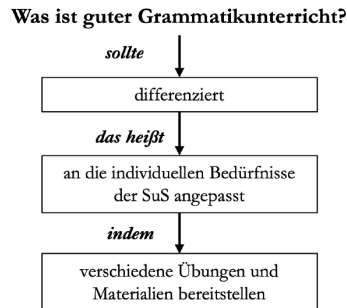 Was ist guter Grammatikunterricht?
sollte
differenziert
das heißt
an die individuellen Bedürfnisse
der SuS angepasst
indem
verschiedene Übungen und
Materialien bereitstellen